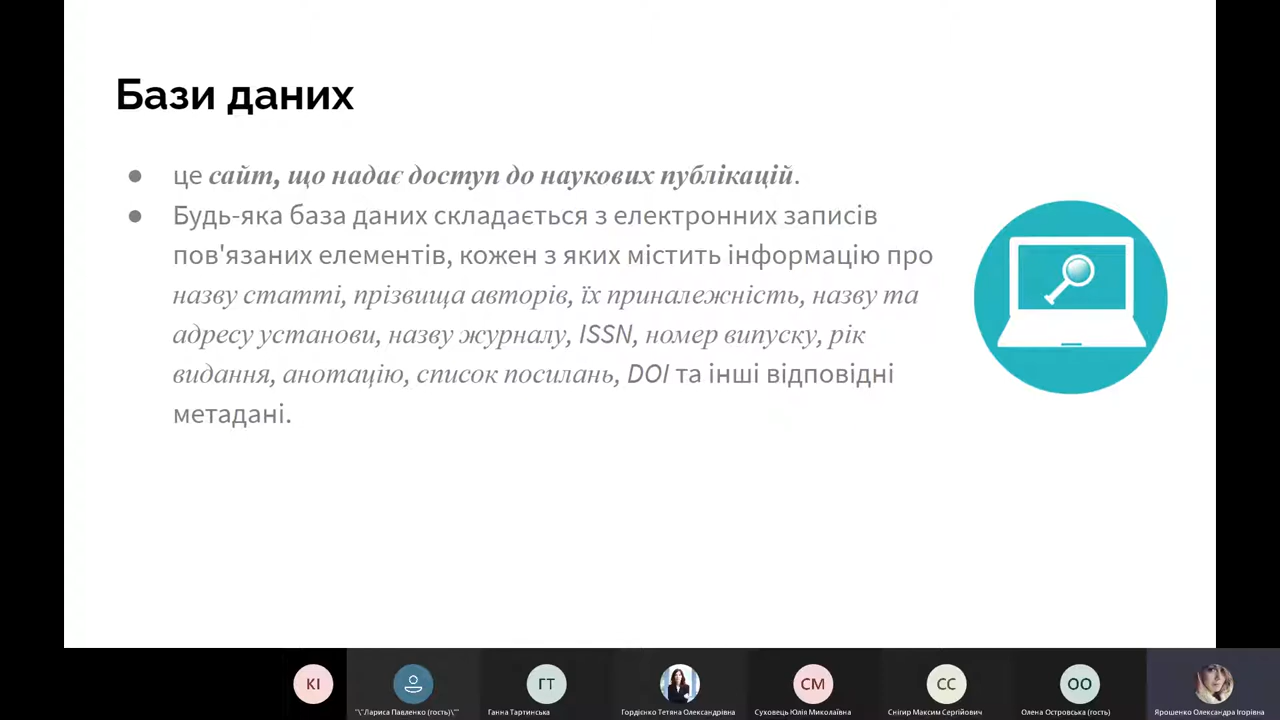 Бази даних
● це сайт, що надає доступ до наукових публікацій.
● Будь-яка база даних складається з електронних записів
пов'язаних елементів, кожен з яких містить інформацію про
назву статті, прізвища авторів, їх приналежність, назву та
адресу установи, назву журналу, ISSN, номер випуску, рік
видання, анотацію, список посилань, DOI та інші відповідні
метадані.
КІ
ГТ
СМ
СС
ОО
"\"Лариса Павленко (гость)\""
Ганна Тартинська
Гордієнко Тетяна Олександрівна
Суховець Юлія Миколаївна
Снігир Максим Сергійович
Олена Островська (гость)
Ярошенко Олександра Ігорівна